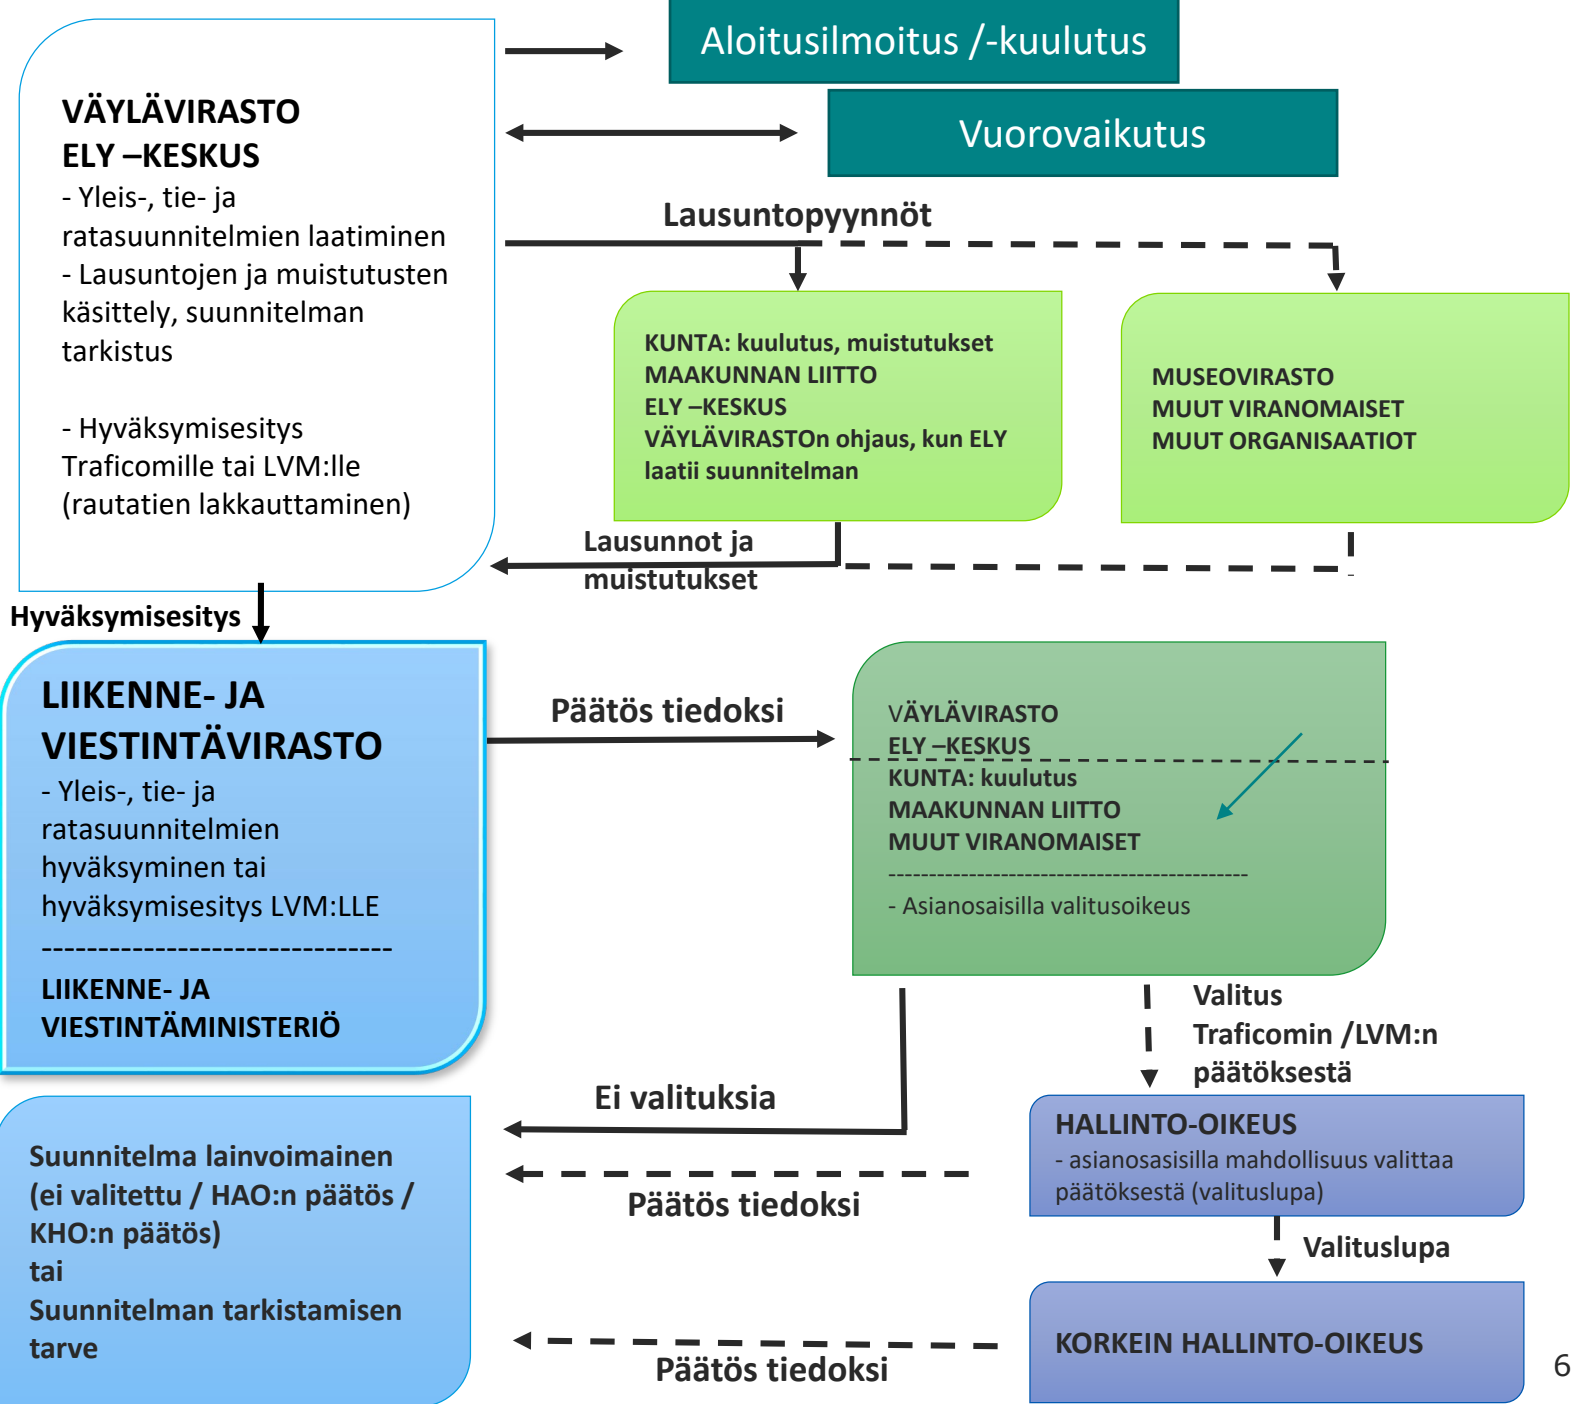 Aloitusilmoitus /-kuulutus
Vuorovaikutus
VÄYLÄVIRASTO
ELY –KESKUS
- Yleis-, tie- ja
ratasuunnitelmien laatiminen
- Lausuntojen ja muistutusten
käsittely, suunnitelman
tarkistus
- Hyväksymisesitys
Traficomille tai LVM:lle
(rautatien lakkauttaminen)
Lausuntopyynnöt
KUNTA: kuulutus, muistutukset
MAAKUNNAN LIITTO
ELY –KESKUS
VÄYLÄVIRASTOn ohjaus, kun ELY
laatii suunnitelman
MUSEOVIRASTO
MUUT VIRANOMAISET
MUUT ORGANISAATIOT
Lausunnot ja
muistutukset
Hyväksymisesitys
LIIKENNE- JA
VIESTINTÄVIRASTO
- Yleis-, tie- ja
ratasuunnitelmien
hyväksyminen tai
hyväksymisesitys LVM:LLE
-------------------------------
LIIKENNE- JA
VIESTINTÄMINISTERIÖ
Päätös tiedoksi
VÄYLÄVIRASTO
ELY –KESKUS
KUNTA: kuulutus
MAAKUNNAN LIITTO
MUUT VIRANOMAISET
---------------------------------------------
- Asianosaisilla valitusoikeus
Valitus
Traficomin /LVM:n
päätöksestä
Ei valituksia
HALLINTO-OIKEUS
- asianosasisilla mahdollisuus valittaa
päätöksestä (valituslupa)
Päätös tiedoksi
Valituslupa
Suunnitelma lainvoimainen
(ei valitettu / HAO:n päätös /
KHO:n päätös)
tai
Suunnitelman tarkistamisen
tarve
KORKEIN HALLINTO-OIKEUS
Päätös tiedoksi
6